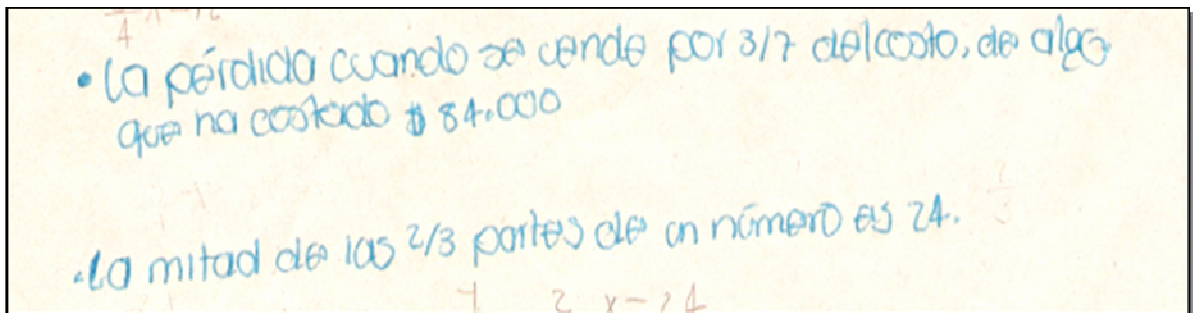 • La pérdida cuando se vende por 3/7 del costo, de algo
que ha costado $ 84.000
• La mitad de las 2/3 partes de un número es 24.